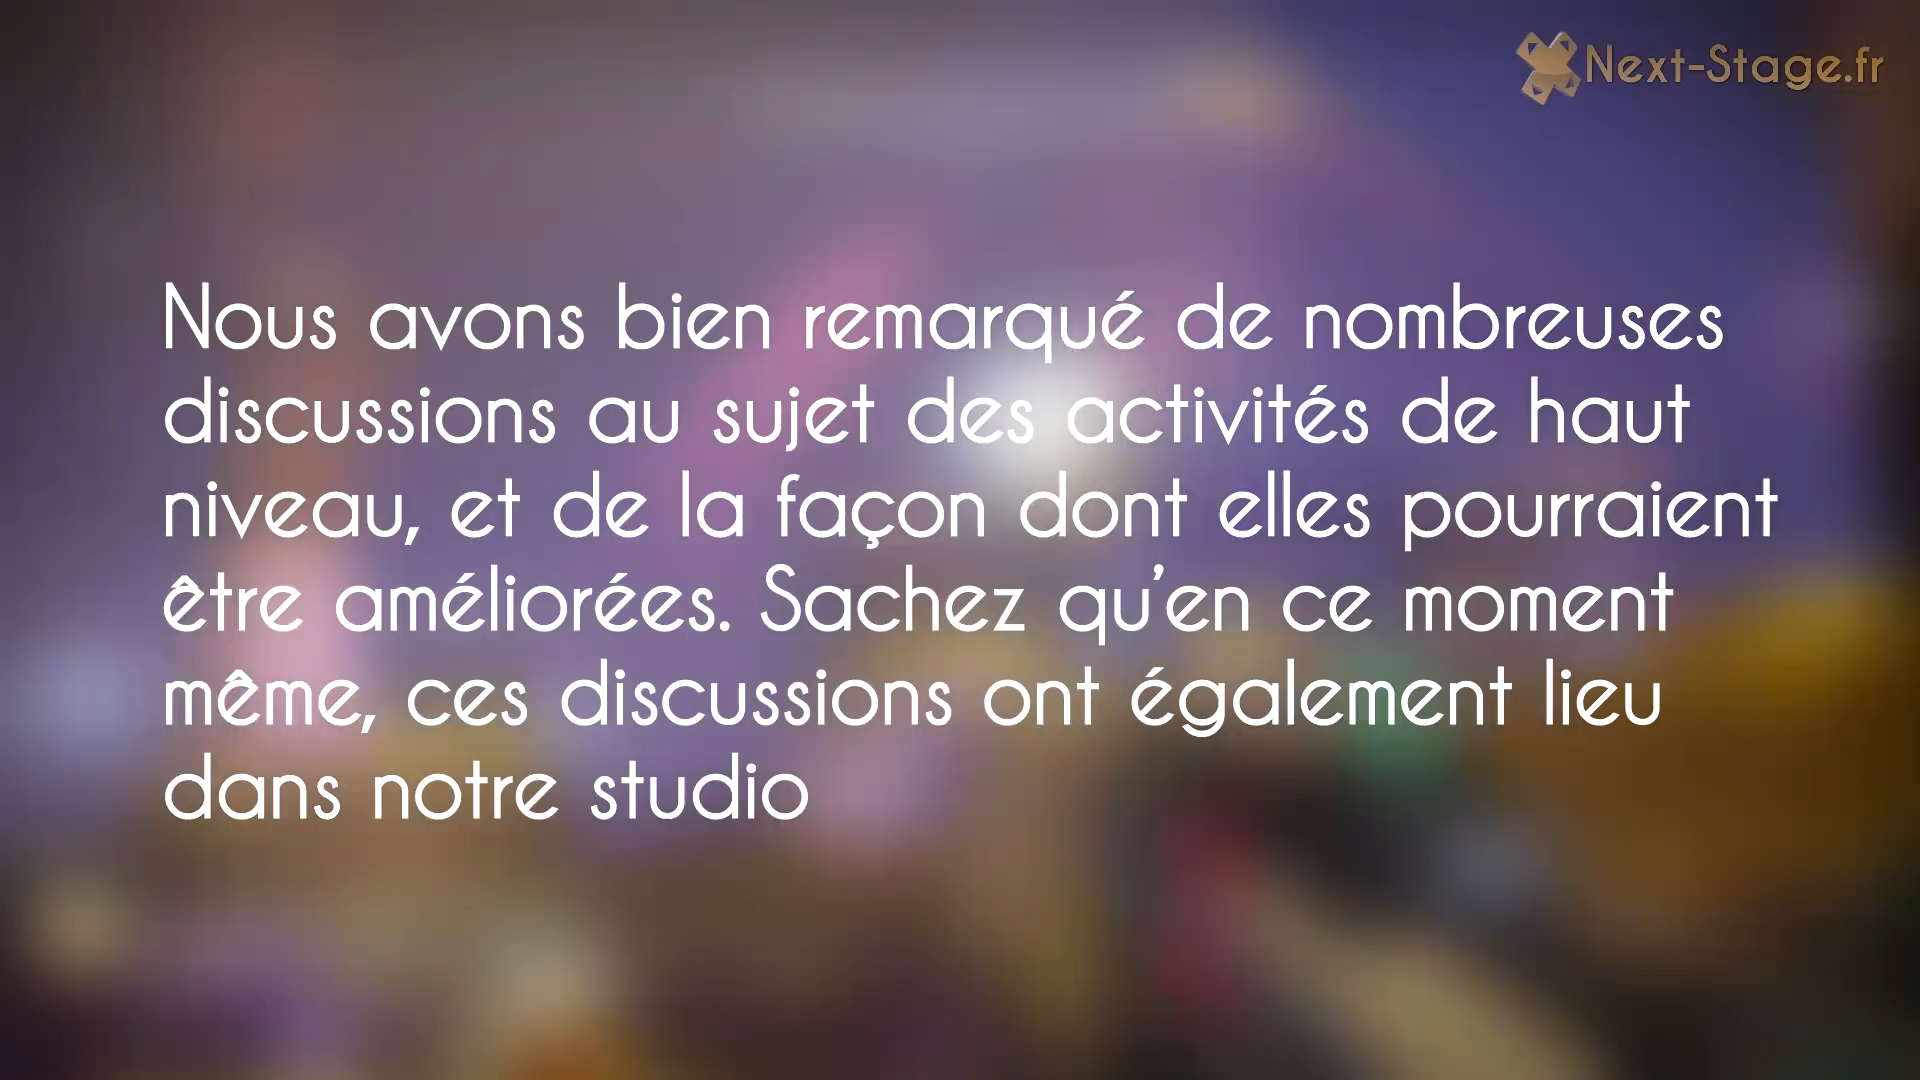 Next-Stage.fr
Nous avons bien remarqué de nombreuses
discussions au sujet des activités de haut
niveau, et de la façon dont elles pourraient
être améliorées. Sachez qu’en ce moment
même, ces discussions ont également lieu
dans notre studio